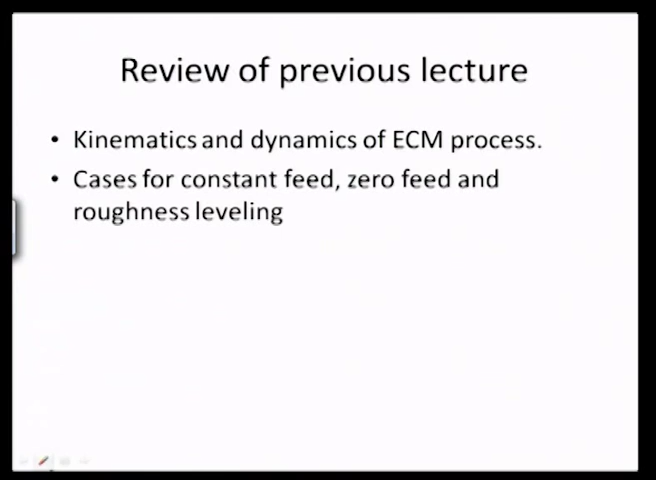 Review of previous lecture
• Kinematics and dynamics of ECM process.
• Cases for constant feed, zero feed and
roughness leveling